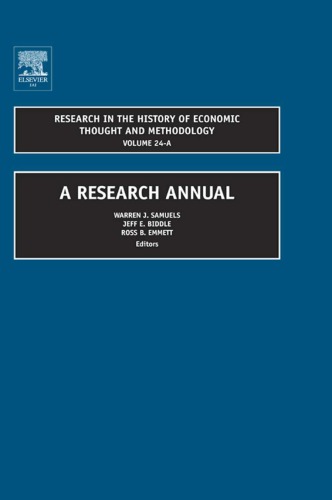 ELSEVIER
RESEARCH IN THE HISTORY OF ECONOMIC
THOUGHT AND METHODOLOGY
VOLUME 24-A
A RESEARCH ANNUAL
WARREN J. SAMUELS
JEFF E. BIDDLE
ROSS B. EMMETT
Editors